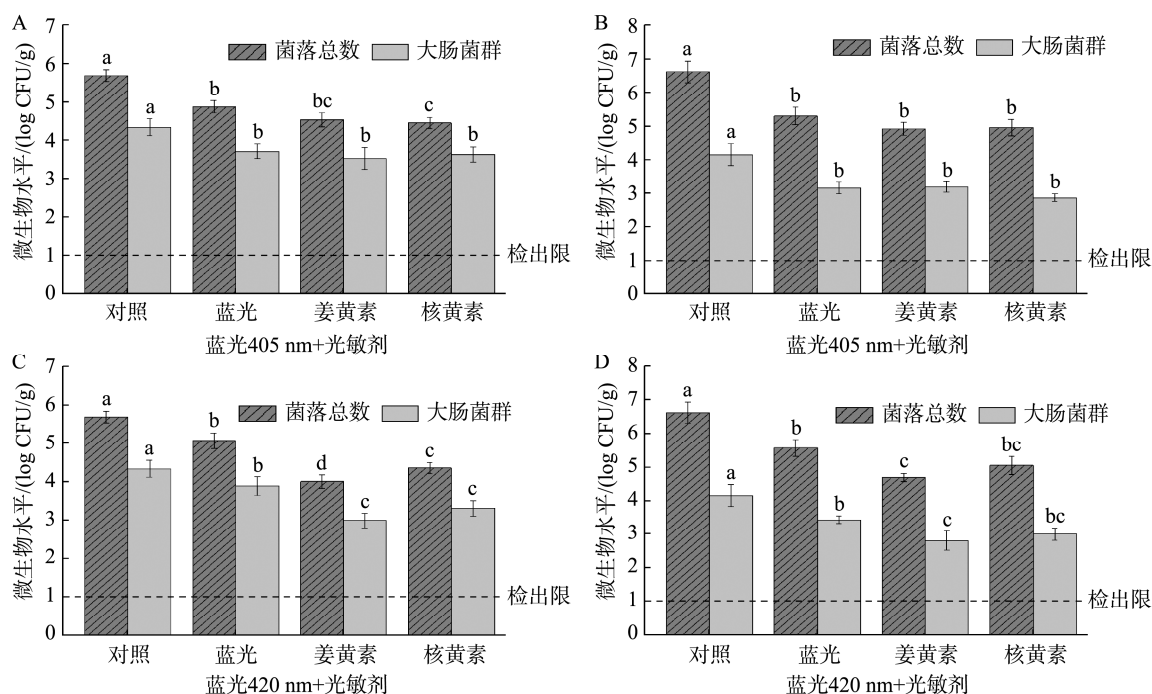 A
微生物水平/(log CFU/g)
7
6
5
4
3
2
1
0
菌落总数 大肠菌群
a a b b bc b c b
检出限
对照 蓝光 姜黄素 核黄素
蓝光405 nm+光敏剂
B
微生物水平/(log CFU/g)
8
7
6
5
4
3
2
1
0
菌落总数 大肠菌群
a a b b b b b b
检出限
对照 蓝光 姜黄素 核黄素
蓝光405 nm+光敏剂
C
微生物水平/(log CFU/g)
7
6
5
4
3
2
1
0
菌落总数 大肠菌群
a a b b d c c c
检出限
对照 蓝光 姜黄素 核黄素
蓝光420 nm+光敏剂
D
微生物水平/(log CFU/g)
8
7
6
5
4
3
2
1
0
菌落总数 大肠菌群
a a b b c c bc bc
检出限
对照 蓝光 姜黄素 核黄素
蓝光420 nm+光敏剂